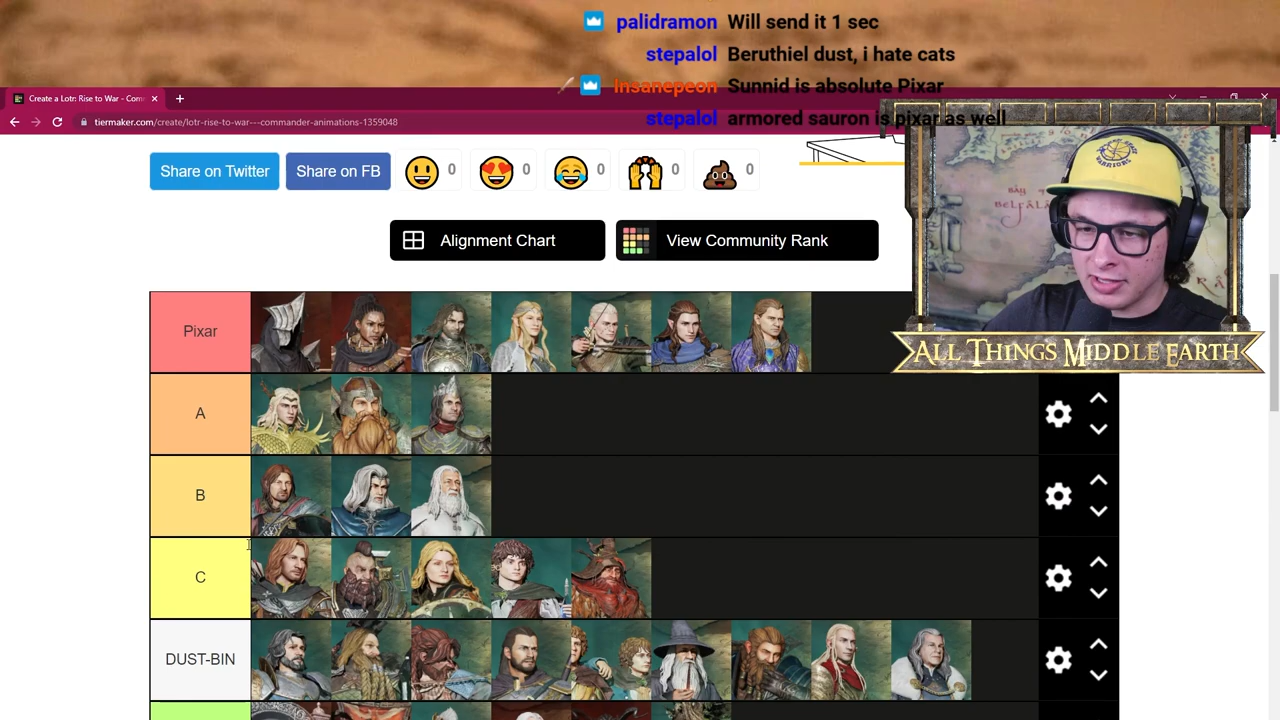 palidramon Will send it 1 sec
stepalol Beruthiel dust, i hate cats
Insanepeon Sunnid is absolute Pixar
stepalol armored sauron is pixar as well
Create a Lotr: Rise to War - Com
tiermaker.com/create/lotr-rise-to-war---commander-animations-1359048
Share on Twitter
Share on FB
0
0
0
0
0
Alignment Chart
View Community Rank
ALL THINGS MIDDLE EARTH
Pixar
A
B
C
DUST-BIN